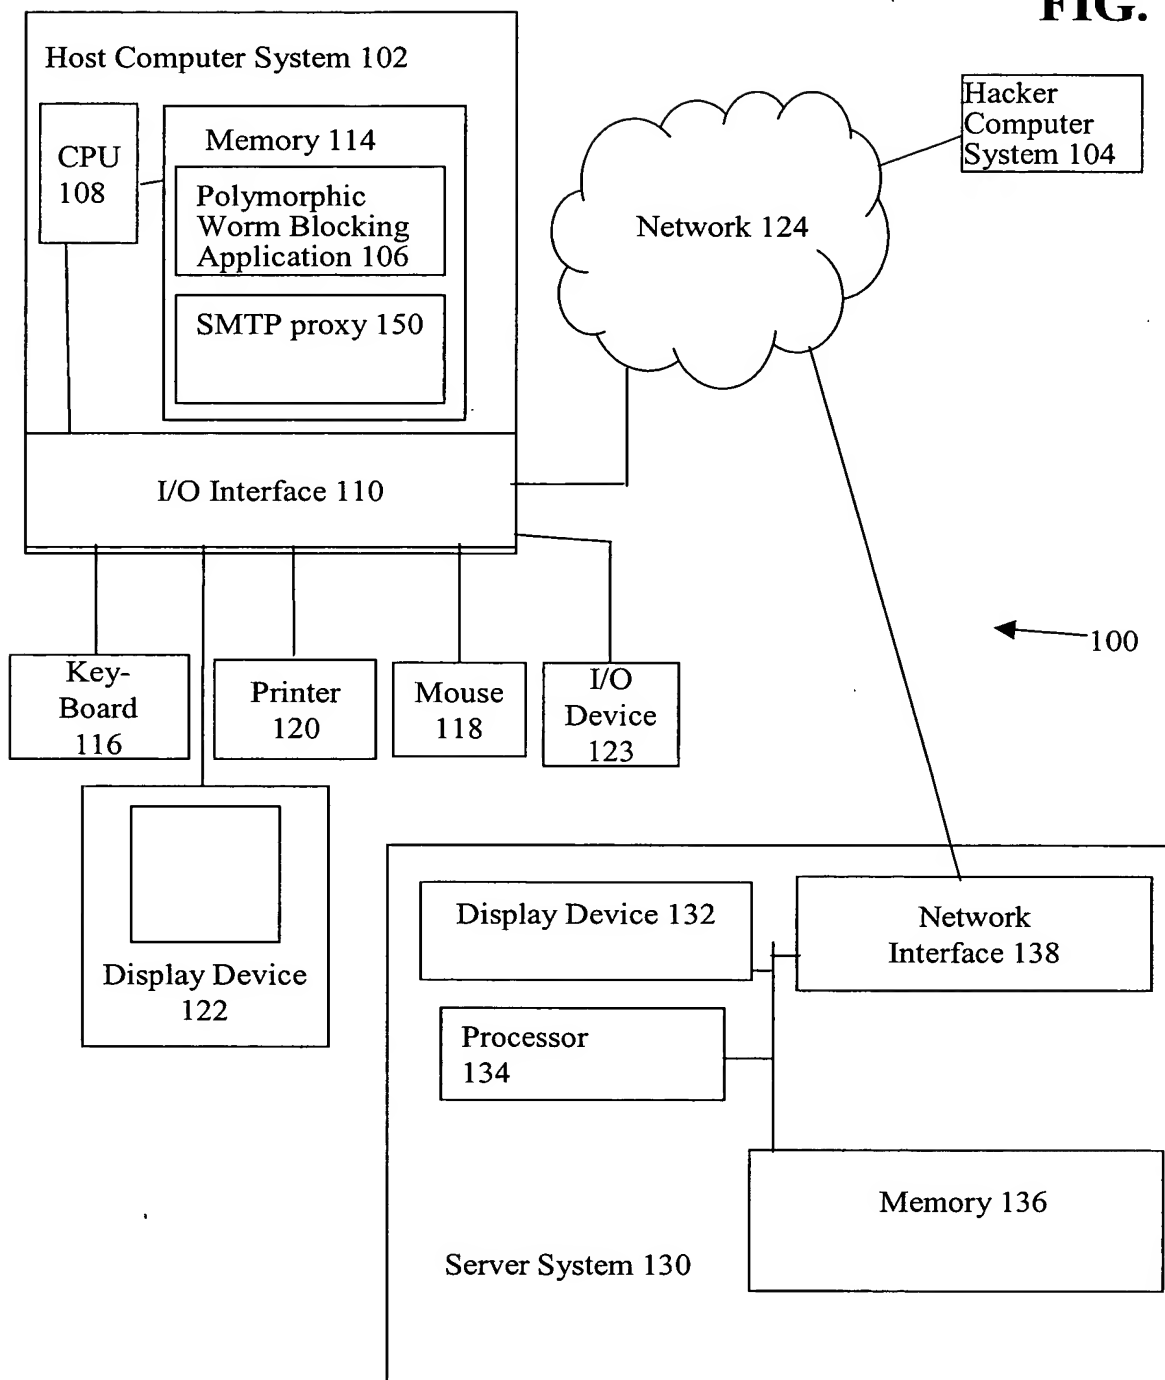 FIG.
Host Computer System 102
CPU
108
Memory 114
Polymorphic
Worm Blocking
Application 106
SMTP proxy 150
I/O Interface 110
Network 124
Hacker
Computer
System 104
100
Key-
Board
116
Printer
120
Mouse
118
I/O
Device
123
Display Device
122
Display Device 132
Network
Interface 138
Processor
134
Memory 136
Server System 130